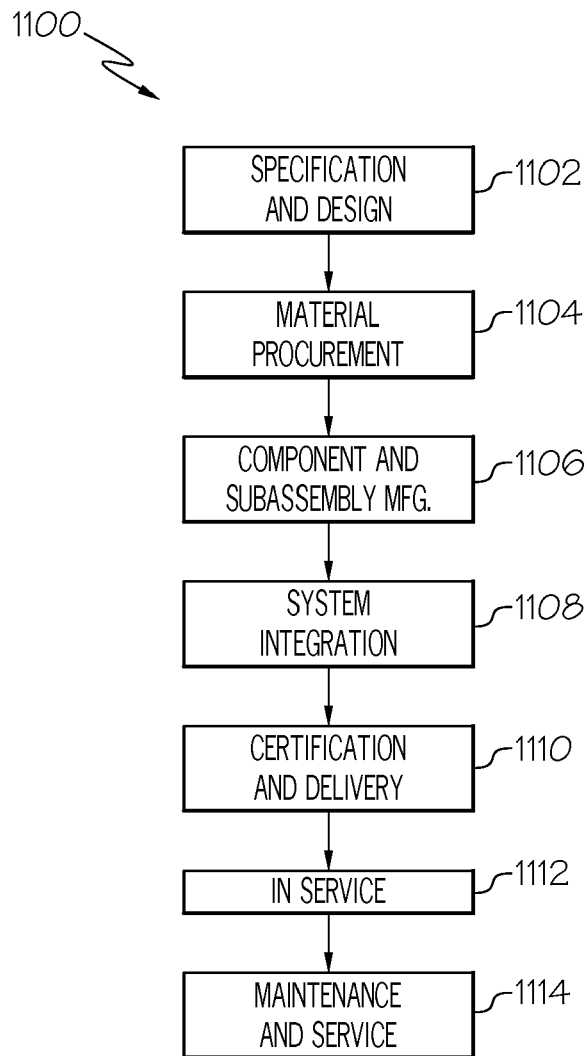 1100
SPECIFICATION
AND DESIGN
1102
MATERIAL
PROCUREMENT
1104
COMPONENT AND
SUBASSEMBLY MFG.
1106
SYSTEM
INTEGRATION
1108
CERTIFICATION
AND DELIVERY
1110
IN SERVICE
1112
MAINTENANCE
AND SERVICE
1114